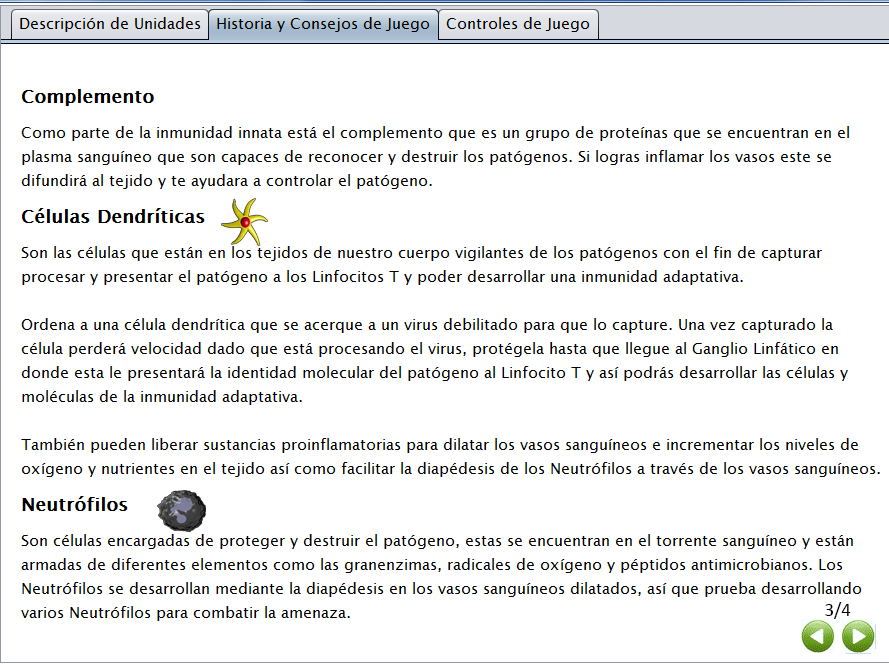 Descripción de Unidades
Historia y Consejos de Juego
Controles de Juego
Complemento
Como parte de la inmunidad innata está el complemento que es un grupo de proteínas que se encuentran en el
plasma sanguíneo que son capaces de reconocer y destruir los patógenos. Si logras inflamar los vasos este se
difundirá al tejido y te ayudara a controlar el patógeno.
Células Dendríticas
Son las células que están en los tejidos de nuestro cuerpo vigilantes de los patógenos con el fin de capturar
procesar y presentar el patógeno a los Linfocitos T y poder desarrollar una inmunidad adaptativa.
Ordena a una célula dendrítica que se acerque a un virus debilitado para que lo capture. Una vez capturado la
célula perderá velocidad dado que está procesando el virus, protégela hasta que llegue al Ganglio Linfático en
donde esta le presentará la identidad molecular del patógeno al Linfocito T y así podrás desarrollar las células y
moléculas de la inmunidad adaptativa.
También pueden liberar sustancias proinflamatorias para dilatar los vasos sanguíneos e incrementar los niveles de
oxígeno y nutrientes en el tejido así como facilitar la diapédesis de los Neutrófilos a través de los vasos sanguíneos.
Neutrófilos
Son células encargadas de proteger y destruir el patógeno, estas se encuentran en el torrente sanguíneo y están
armadas de diferentes elementos como las granenzimas, radicales de oxígeno y péptidos antimicrobianos. Los
Neutrófilos se desarrollan mediante la diapédesis en los vasos sanguíneos dilatados, así que prueba desarrollando
varios Neutrófilos para combatir la amenaza.
3/4